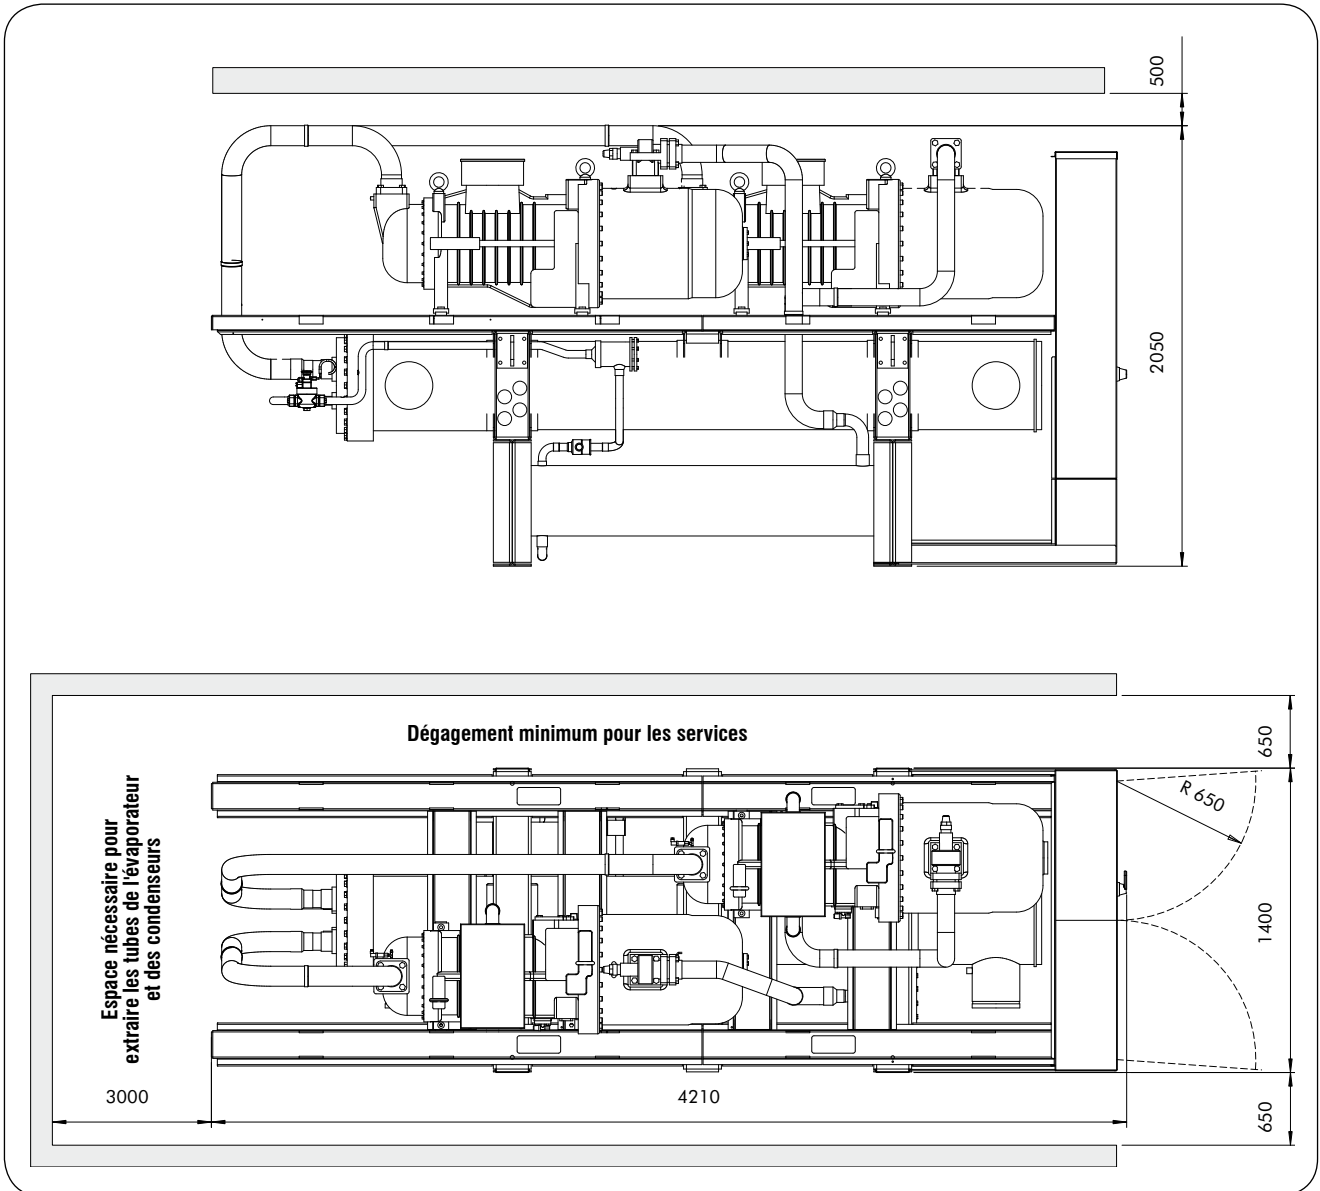 500
2050
Dégagement minimum pour les services
650
R 650
Espace nécessaire pour
extraire les tubes de l'évaporateur
et des condenseurs
1400
3000
4210
650